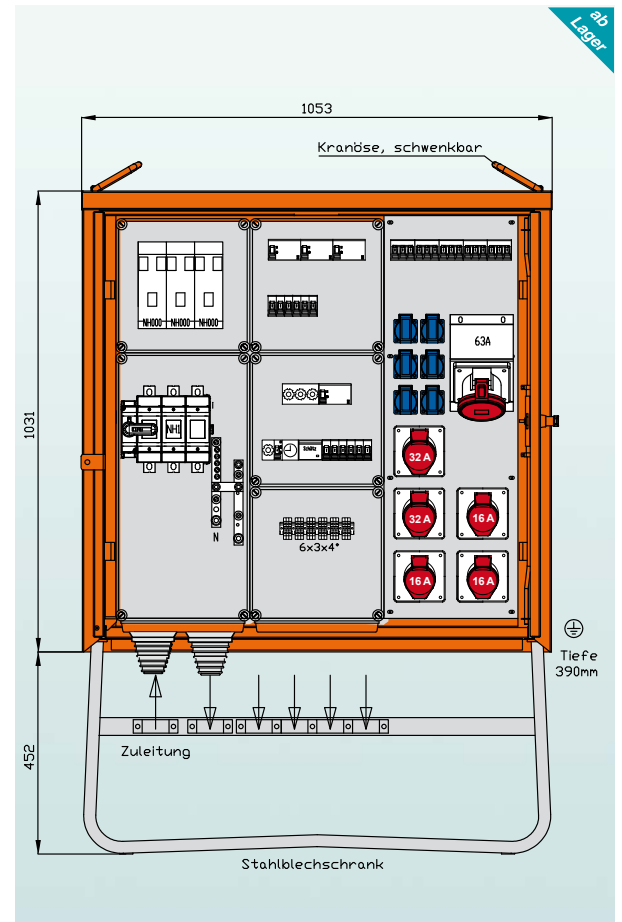 ab
Lager
1053
Kranöse, schwenkbar
1031
NH000 NH000 NH000
63A
NH1
32 A
32 A
16 A
N
6x3x4°
16 A
16 A
Tiefe
390mm
452
Zuleitung
Stahlblechschrank